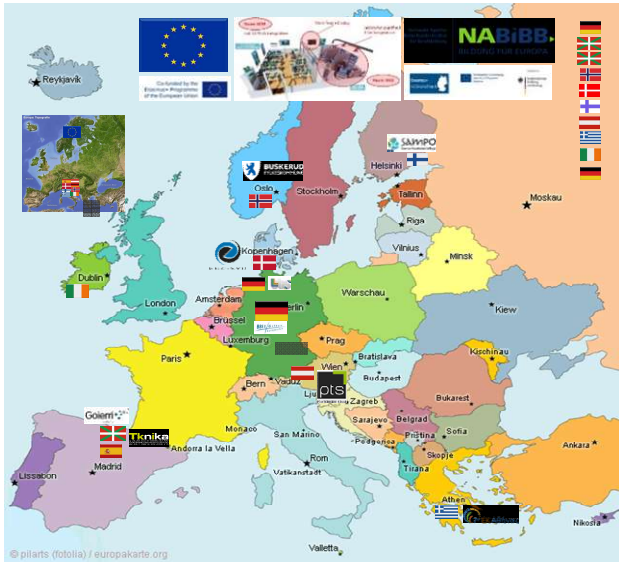 NABiBB
BILDUNG FÜR EUROPA
Co-funded by the
Erasmus+ Programme
of the European Union
Reykjavík
SAMPO
BUSKERUD
Helsinki
Oslo
Stockholm
Tallinn
Moskau
Riga
Kopenhagen
Vilnius
Minsk
Dublin
London
Amsterdam
Berlin
Warschau
Brüssel
Kiew
Luxemburg
Prag
Paris
Kischinau
Bratislava
Wien
Budapest
Bern
Vaduz
pts
Zagreb
Bukarest
Goierri
Monaco
San Marino
Sarajevo
Belgrad
Tknika
Podgorica
Pristina
Sofia
Andorra la Vella
Skopje
Ankara
Madrid
Rom
Lissabon
Vatikanstadt
Tirana
Athen
Nikosia
Valletta
© pilarts (fotolia) / europakarte.org